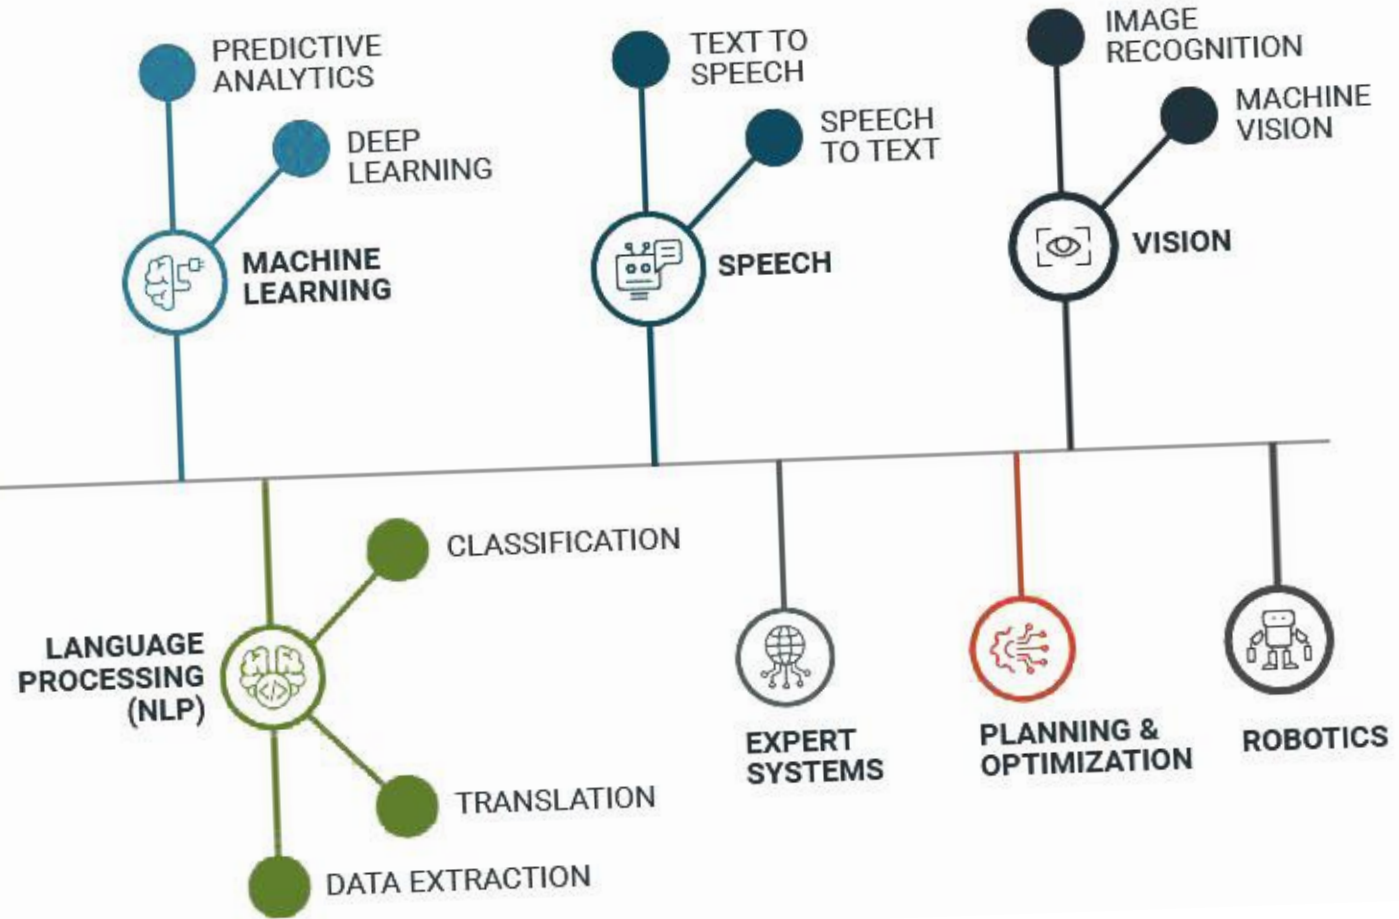 PREDICTIVE
ANALYTICS
DEEP
LEARNING
MACHINE
LEARNING
TEXT TO
SPEECH
SPEECH
TO TEXT
SPEECH
IMAGE
RECOGNITION
MACHINE
VISION
VISION
LANGUAGE
PROCESSING
(NLP)
CLASSIFICATION
TRANSLATION
DATA EXTRACTION
EXPERT
SYSTEMS
PLANNING &
OPTIMIZATION
ROBOTICS